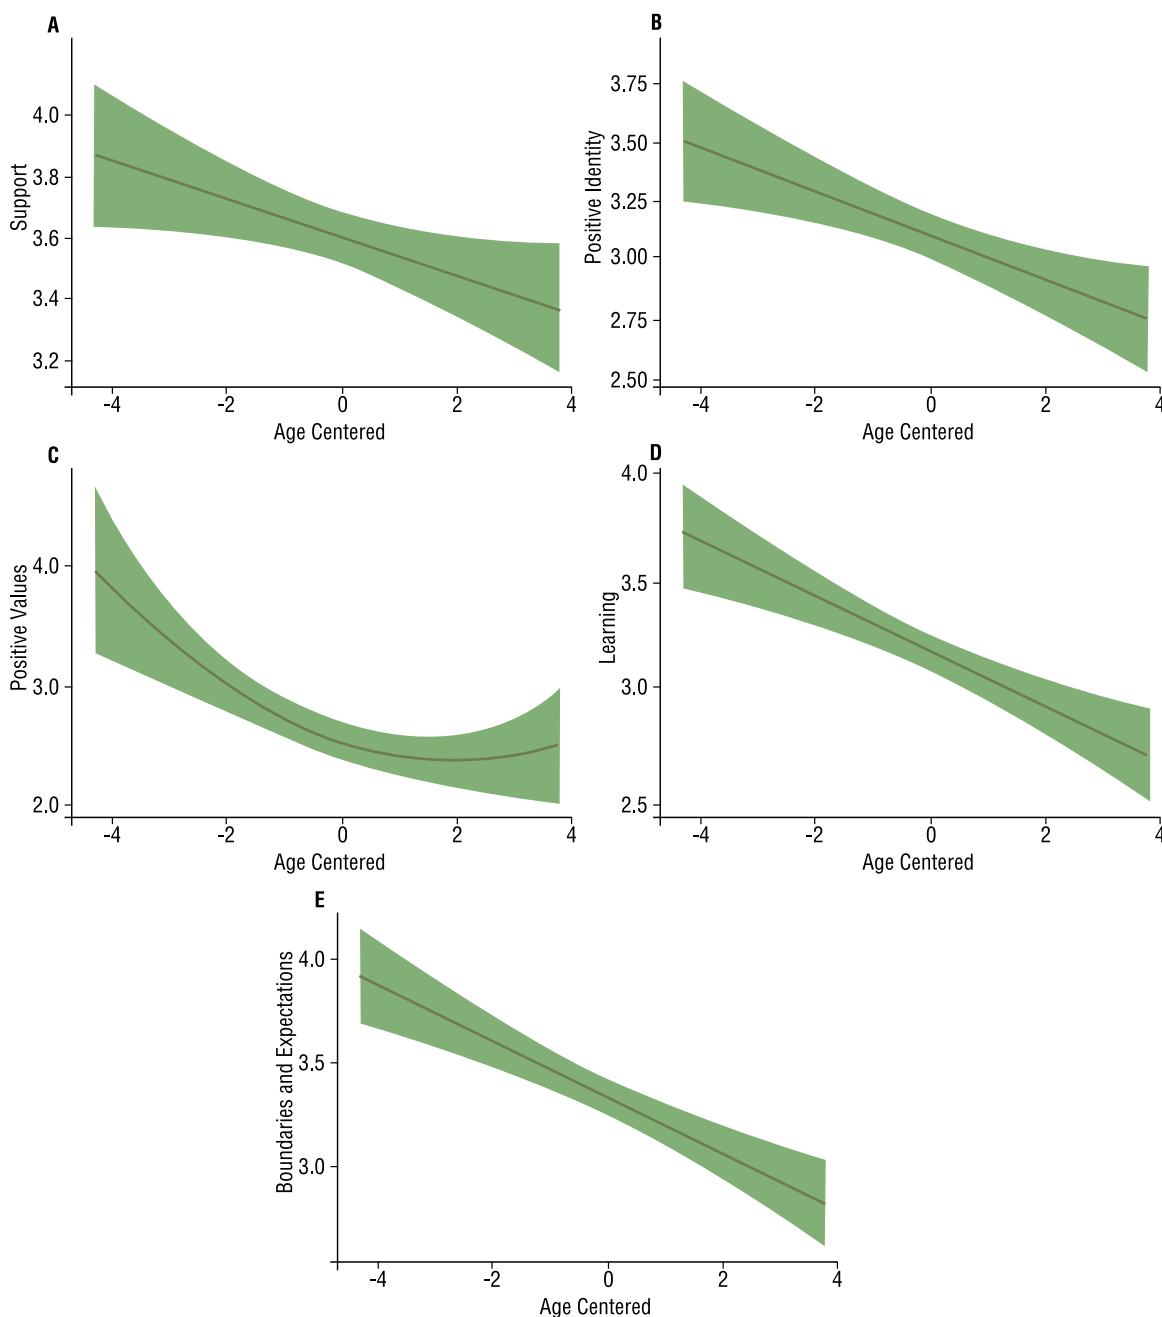 A
Support
4.0
3.8
3.6
3.4
3.2
-4 -2 0 2 4
Age Centered
B
Positive Identity
3.75
3.50
3.25
3.00
2.75
2.50
-4 -2 0 2 4
Age Centered
C
Positive Values
4.0
3.0
2.0
-4 -2 0 2 4
Age Centered
D
Learning
4.0
3.5
3.0
2.5
-4 -2 0 2 4
Age Centered
E
Boundaries and Expectations
4.0
3.5
3.0
-4 -2 0 2 4
Age Centered